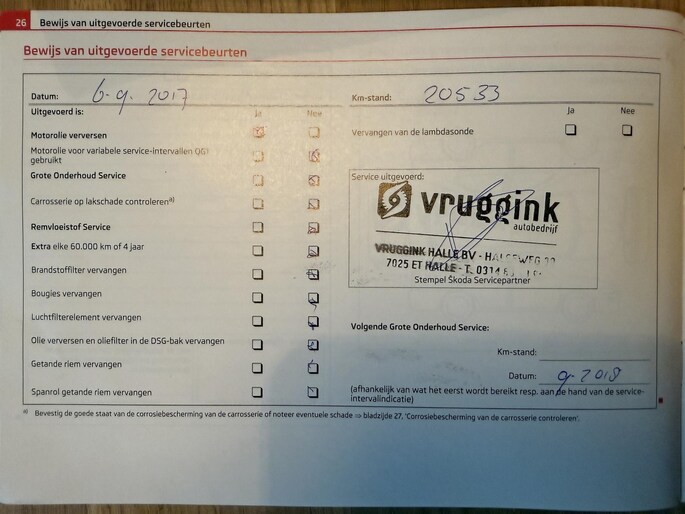 26 Bewijs van uitgevoerde servicebeurten
Bewijs van uitgevoerde servicebeurten
Datum: 6-9-2017
Km-stand: 20533
Uitgevoerd is: Ja Nee
Ja Nee
Motorolie verversen
Vervangen van de lambdasonde
Motorolie voor variabele service-intervallen QG1
gebruikt
Grote Onderhoud Service
Carrosserie op lakschade controleren a)
Remvloeistof Service
Extra elke 60.000 km of 4 jaar
Brandstoffilter vervangen
Bougies vervangen
Luchtfilterelement vervangen
Olie verversen en oliefilter in de DSG-bak vervangen
Getande riem vervangen
Spanrol getande riem vervangen
Service uitgevoerd:
vruggink
autobedrijf
VRUGGINK HALLE BV - HALSEWEG
7025 ET HALLE - T. 0314
Stempel Škoda Servicepartner
Volgende Grote Onderhoud Service:
Km-stand:
Datum: 9-2018
(afhankelijk van wat het eerst wordt bereikt resp. aan de hand van de service-
intervalindicatie)
a) Bevestig de goede staat van de corrosiebescherming van de carrosserie of noteer eventuele schade => bladzijde 27, 'Corrosiebescherming van de carrosserie controleren'.